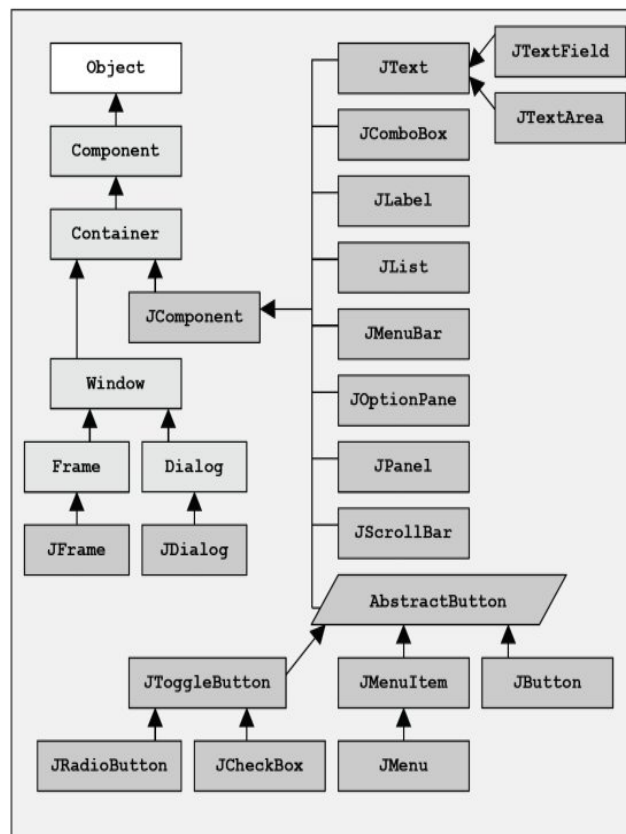 Object
Component
Container
JComponent
Window
Frame
Dialog
JFrame
JDialog
JText
JTextField
JTextArea
JComboBox
JLabel
JList
JMenuBar
JOptionPane
JPanel
JScrollBar
AbstractButton
JToggleButton
JMenuItem
JButton
JRadioButton
JCheckBox
JMenu